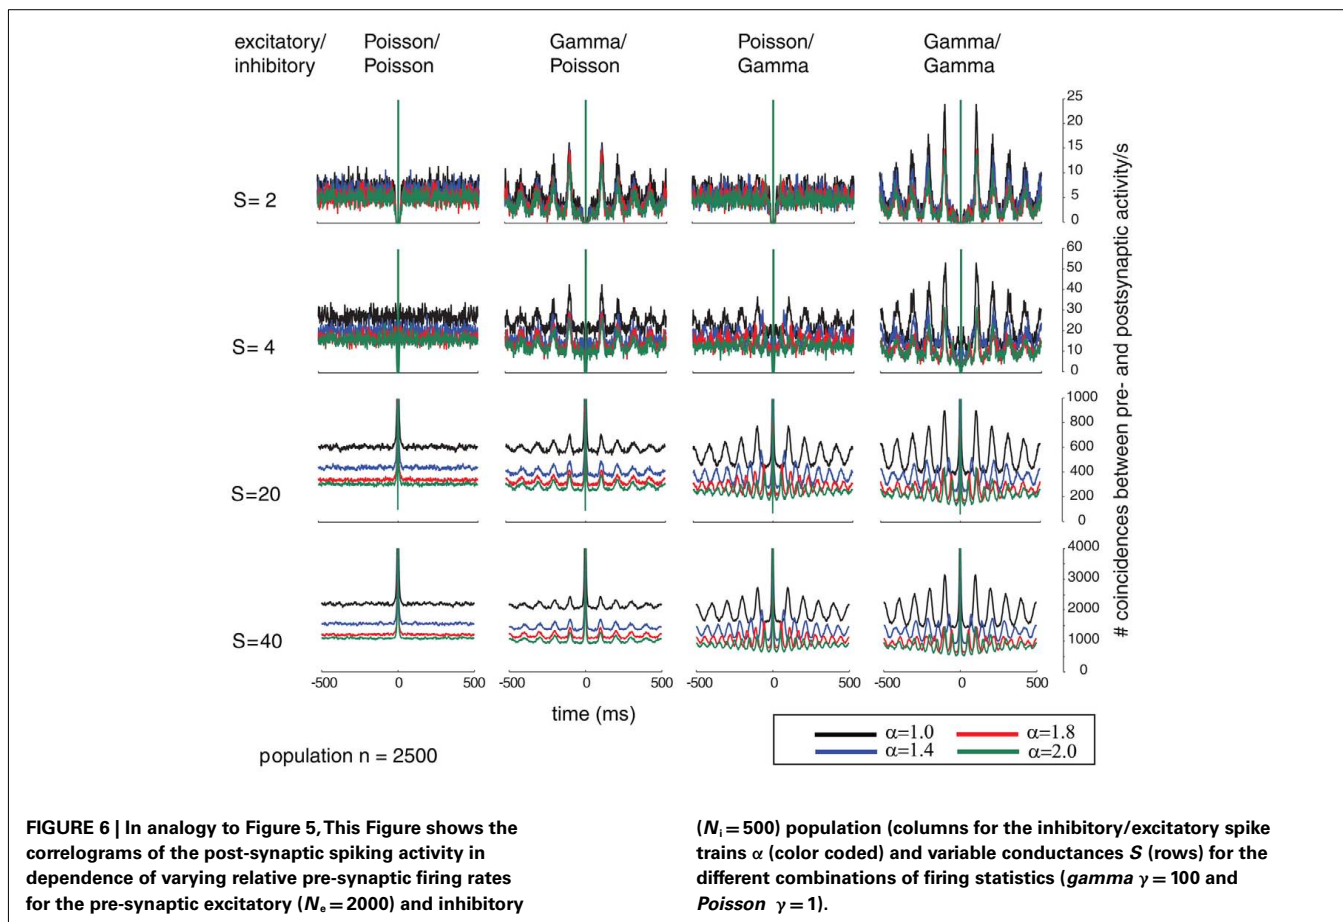 excitatory/
inhibitory
Poisson/
Poisson
Gamma/
Poisson
Poisson/
Gamma
Gamma/
Gamma
S= 2
25
20
15
10
5
0
S= 4
60
50
40
30
20
10
0
S=20
1000
800
600
400
200
0
S=40
4000
3000
2000
1000
0
# coincidences between pre- and postsynaptic activity/s
-500 0 500
-500 0 500
-500 0 500
-500 0 500
time (ms)
α=1.0 α=1.8
α=1.4 α=2.0
population n = 2500
FIGURE 6 | In analogy to Figure 5, This Figure shows the
correlograms of the post-synaptic spiking activity in
dependence of varying relative pre-synaptic firing rates
for the pre-synaptic excitatory (Ne = 2000) and inhibitory
(Ni = 500) population (columns for the inhibitory/excitatory spike
trains α (color coded) and variable conductances S (rows) for the
different combinations of firing statistics (gamma γ = 100 and
Poisson γ = 1).